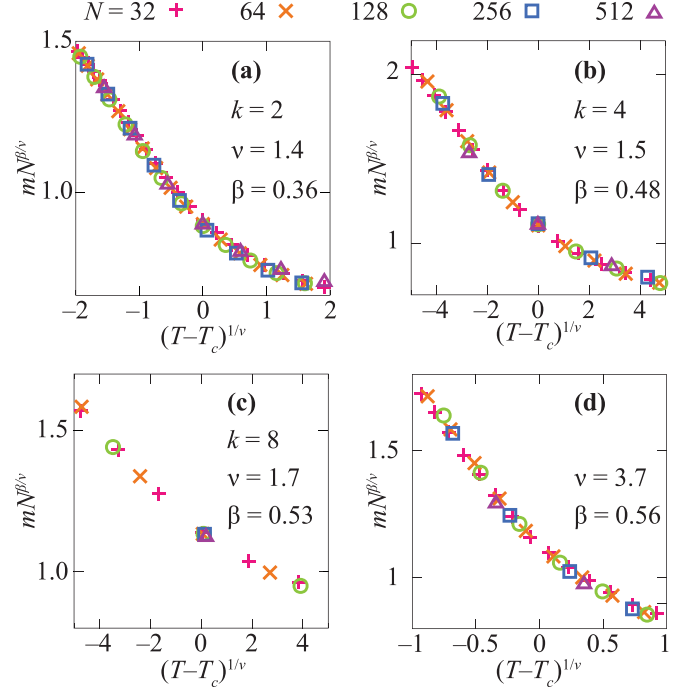 N = 32 64 128 256 512
(a)
k = 2
ν = 1.4
β = 0.36
mN^{β/ν}
1.5
1.0
−2 −1 0 1 2
(T−T_c)^{1/ν}
(b)
k = 4
ν = 1.5
β = 0.48
mN^{β/ν}
2
1
−4 −2 0 2 4
(T−T_c)^{1/ν}
(c)
k = 8
ν = 1.7
β = 0.53
mN^{β/ν}
1.5
1.0
−4 −2 0 2 4
(T−T_c)^{1/ν}
(d)
ν = 3.7
β = 0.56
mN^{β/ν}
1.5
1
−1 −0.5 0 0.5 1
(T−T_c)^{1/ν}